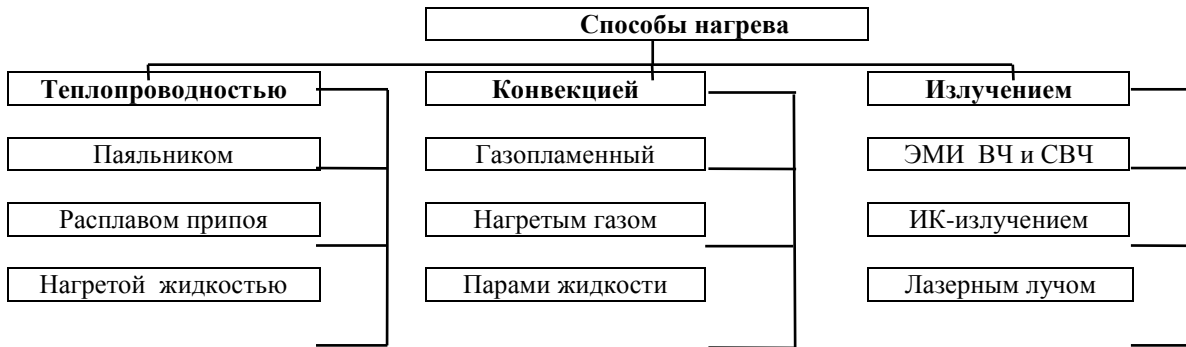 Способы нагрева
Теплопроводностью
Конвекцией
Излучением
Паяльником
Газопламенный
ЭМИ ВЧ и СВЧ
Расплавом припоя
Нагретым газом
ИК-излучением
Нагретой жидкостью
Парами жидкости
Лазерным лучом